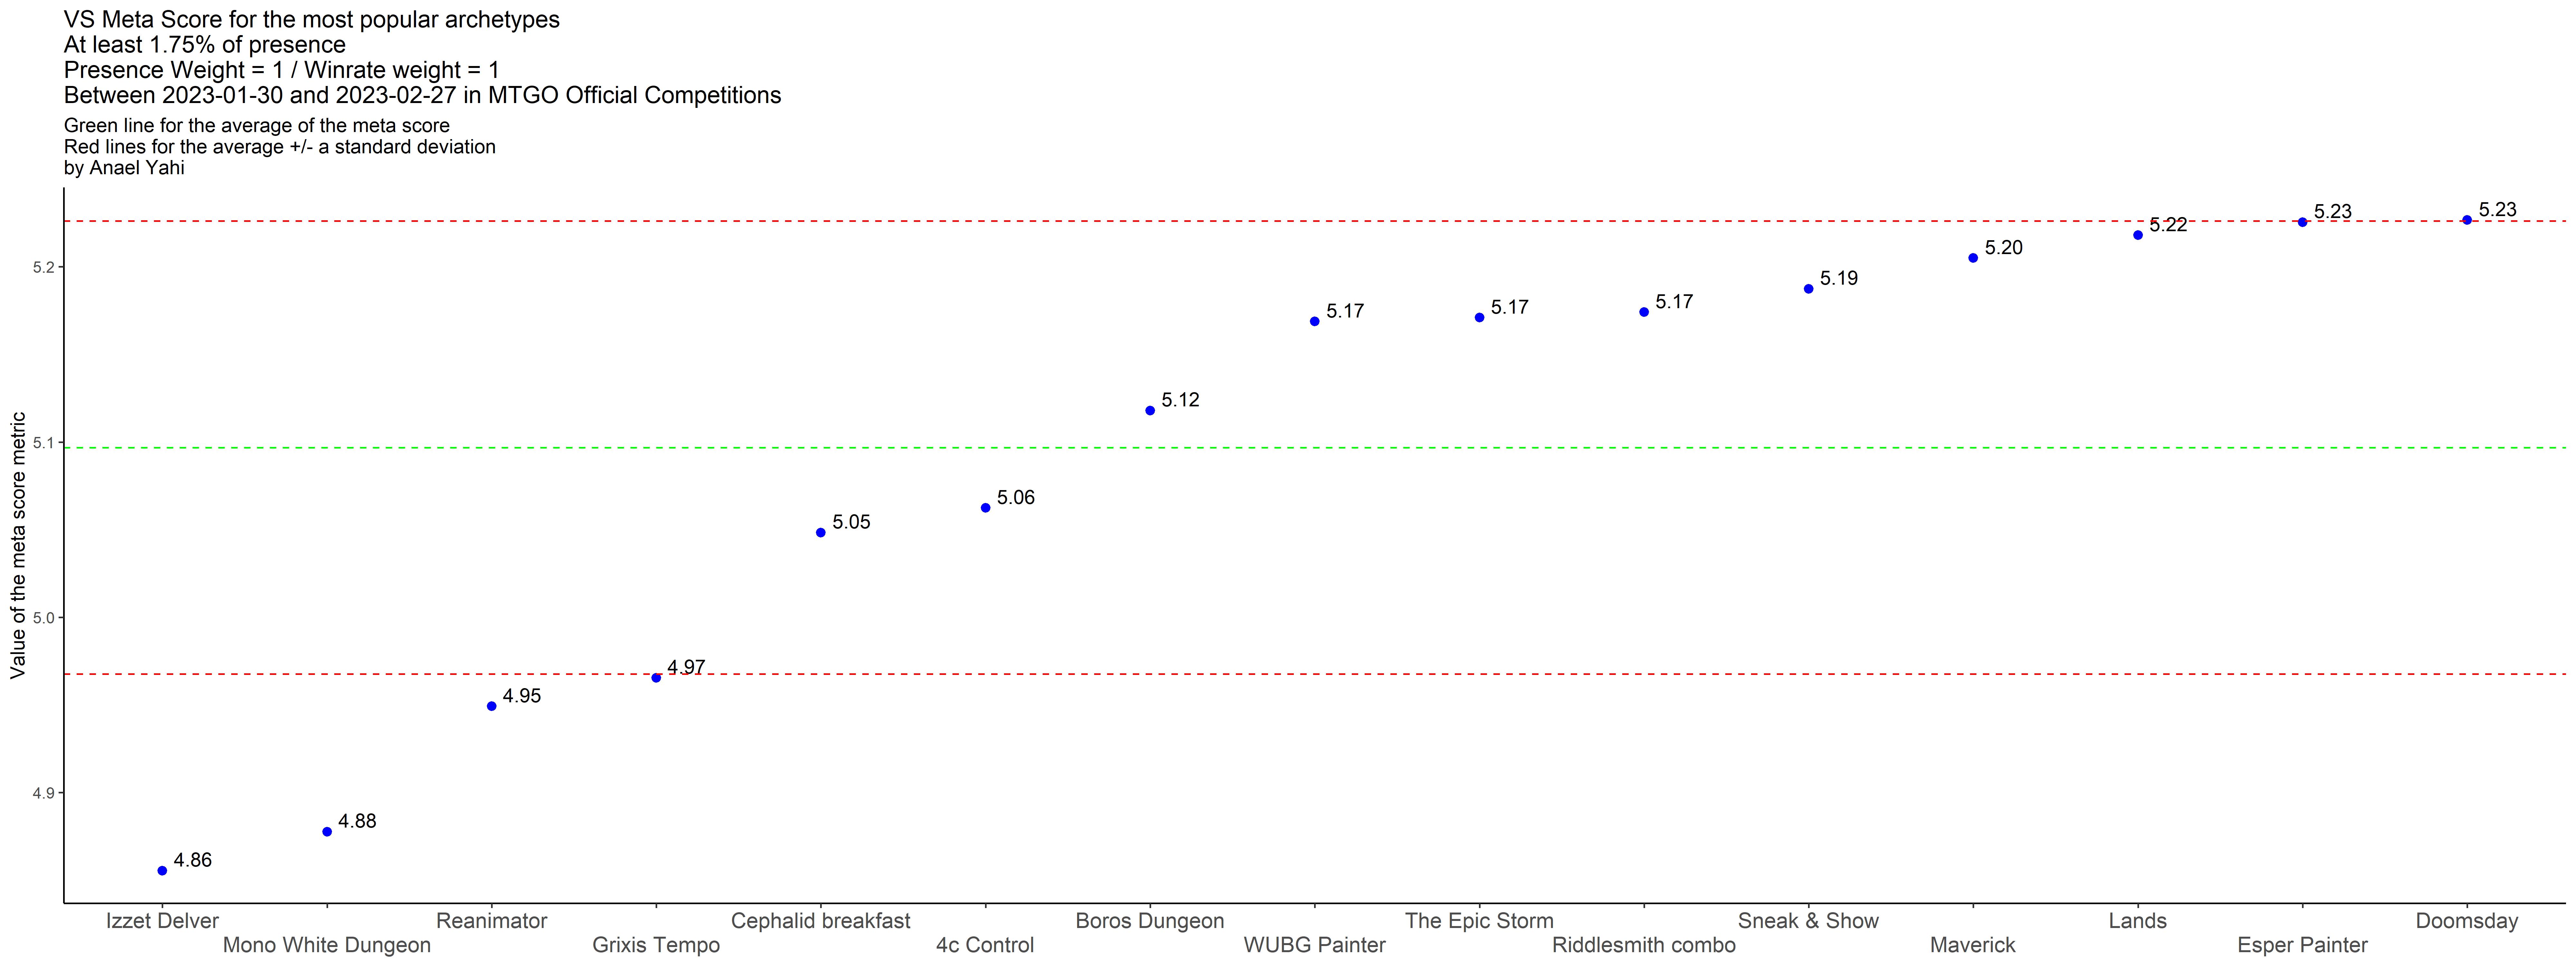 VS Meta Score for the most popular archetypes
At least 1.75% of presence
Presence Weight = 1 / Winrate weight = 1
Between 2023-01-30 and 2023-02-27 in MTGO Official Competitions
Green line for the average of the meta score
Red lines for the average +/- a standard deviation
by Anael Yahi
Value of the meta score metric
5.2
5.1
5.0
4.9
4.86
4.88
4.95
4.97
5.05
5.06
5.12
5.17
5.17
5.17
5.19
5.20
5.22
5.23
5.23
Izzet Delver
Mono White Dungeon
Reanimator
Grixis Tempo
Cephalid breakfast
4c Control
Boros Dungeon
WUBG Painter
The Epic Storm
Riddlesmith combo
Sneak & Show
Maverick
Lands
Esper Painter
Doomsday